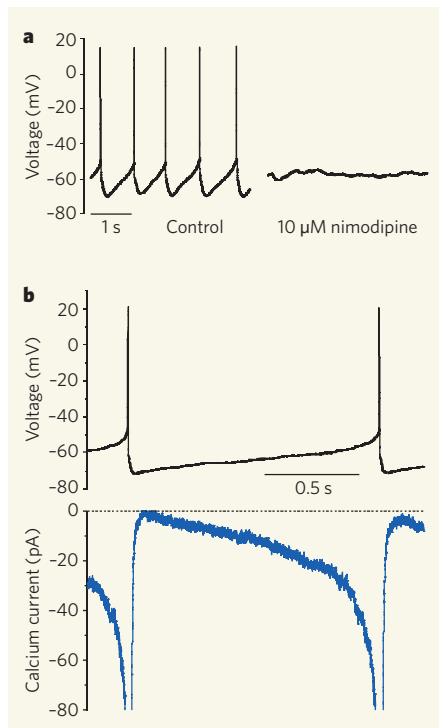 a
Voltage (mV)
20
0
–20
–40
–60
–80
1 s
Control
10 µM nimodipine
b
Voltage (mV)
20
0
–20
–40
–60
–80
0.5 s
Calcium current (pA)
0
–20
–40
–60
–80